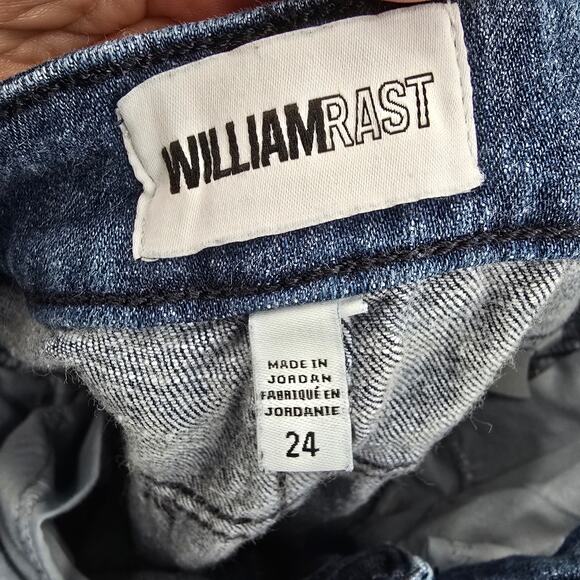 WILLIAMRAST
MADE IN
JORDAN
FABRIQUÉ EN
JORDANIE
24